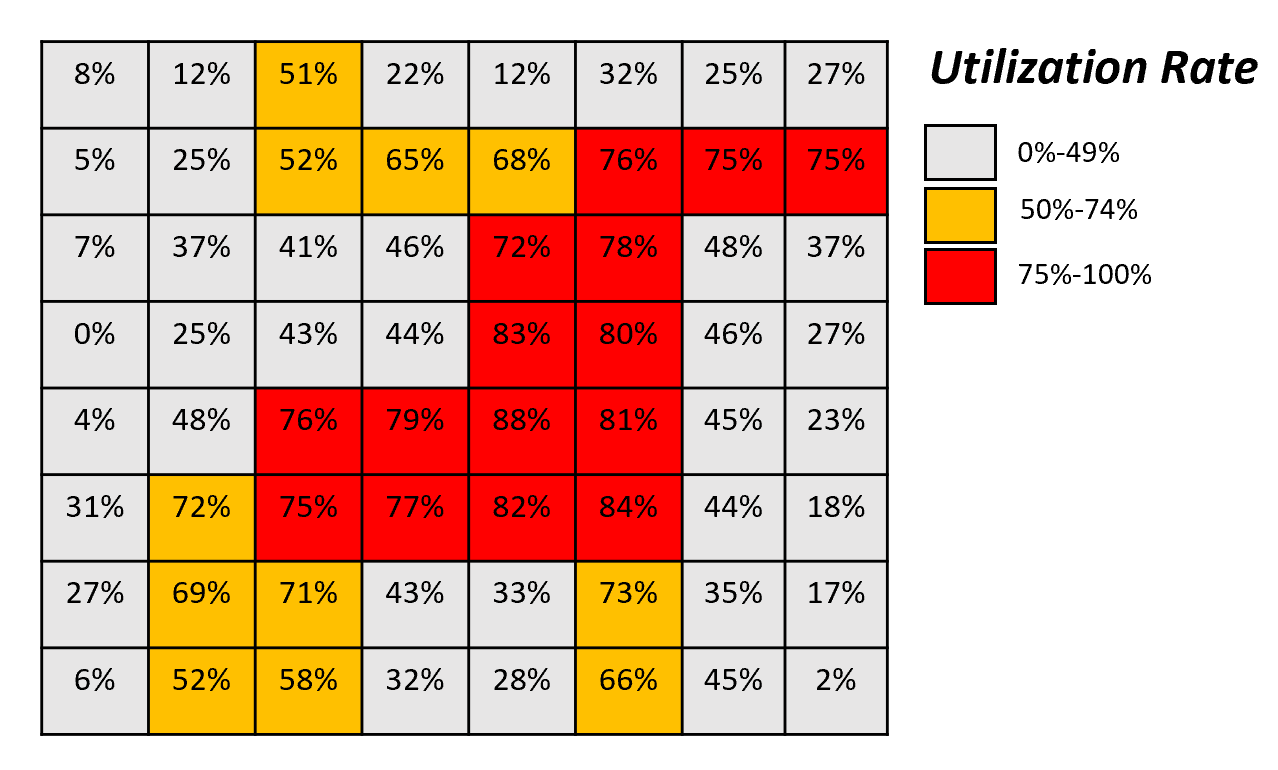 8% 12% 51% 22% 12% 32% 25% 27%
Utilization Rate
5% 25% 52% 65% 68% 76% 75% 75%
0%-49%
50%-74%
7% 37% 41% 46% 72% 78% 48% 37%
75%-100%
0% 25% 43% 44% 83% 80% 46% 27%
4% 48% 76% 79% 88% 81% 45% 23%
31% 72% 75% 77% 82% 84% 44% 18%
27% 69% 71% 43% 33% 73% 35% 17%
6% 52% 58% 32% 28% 66% 45% 2%